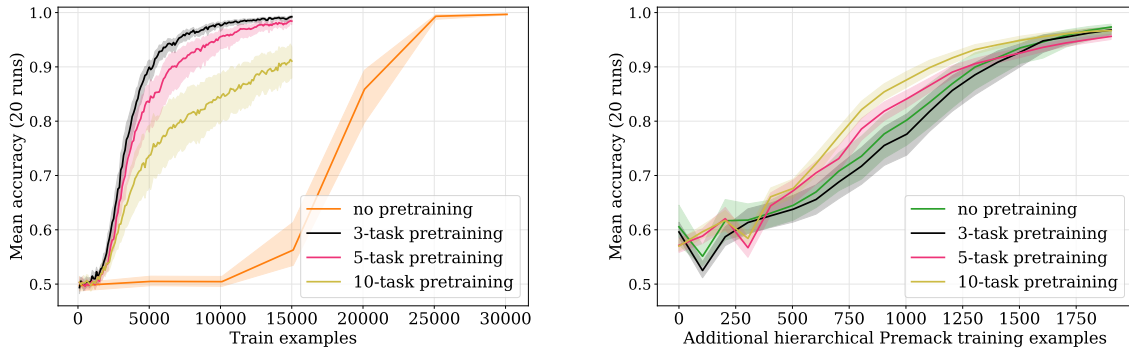 Mean accuracy (20 runs)
1.0
0.9
0.8
0.7
0.6
0.5
no pretraining
3-task pretraining
5-task pretraining
10-task pretraining
0 5000 10000 15000 20000 25000 30000
Train examples
Mean accuracy (20 runs)
1.0
0.9
0.8
0.7
0.6
0.5
no pretraining
3-task pretraining
5-task pretraining
10-task pretraining
0 250 500 750 1000 1250 1500 1750
Additional hierarchical Premack training examples